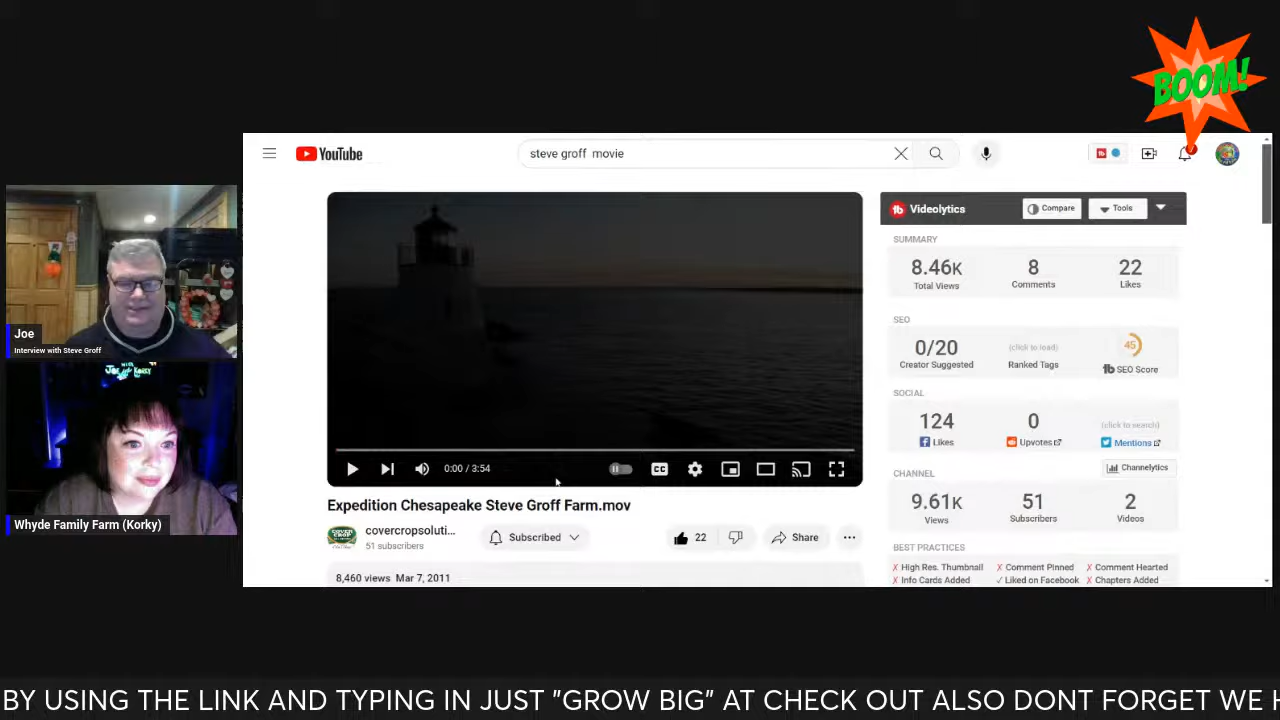 BOOM!
YouTube
steve groff movie
Videolytics
Compare
Tools
SUMMARY
8.46K
8
22
Total Views
Comments
Likes
SEO
0/20
(click to load)
45
Creator Suggested
Ranked Tags
tb SEO Score
SOCIAL
124
0
(click to search)
Likes
Upvotes
Mentions
CHANNEL
Channelytics
9.61K
51
2
Views
Subscribers
Videos
BEST PRACTICES
X High Res. Thumbnail
X Comment Pinned
X Comment Hearted
X Info Cards Added
✓ Liked on Facebook
X Chapters Added
0:00 / 3:54
CC
Expedition Chesapeake Steve Groff Farm.mov
covercropsoluti...
51 subscribers
Subscribed
22
Share
8,460 views Mar 7, 2011
Joe
Interview with Steve Groff
Whyde Family Farm (Korky)
BY USING THE LINK AND TYPING IN JUST "GROW BIG" AT CHECK OUT ALSO DONT FORGET WE